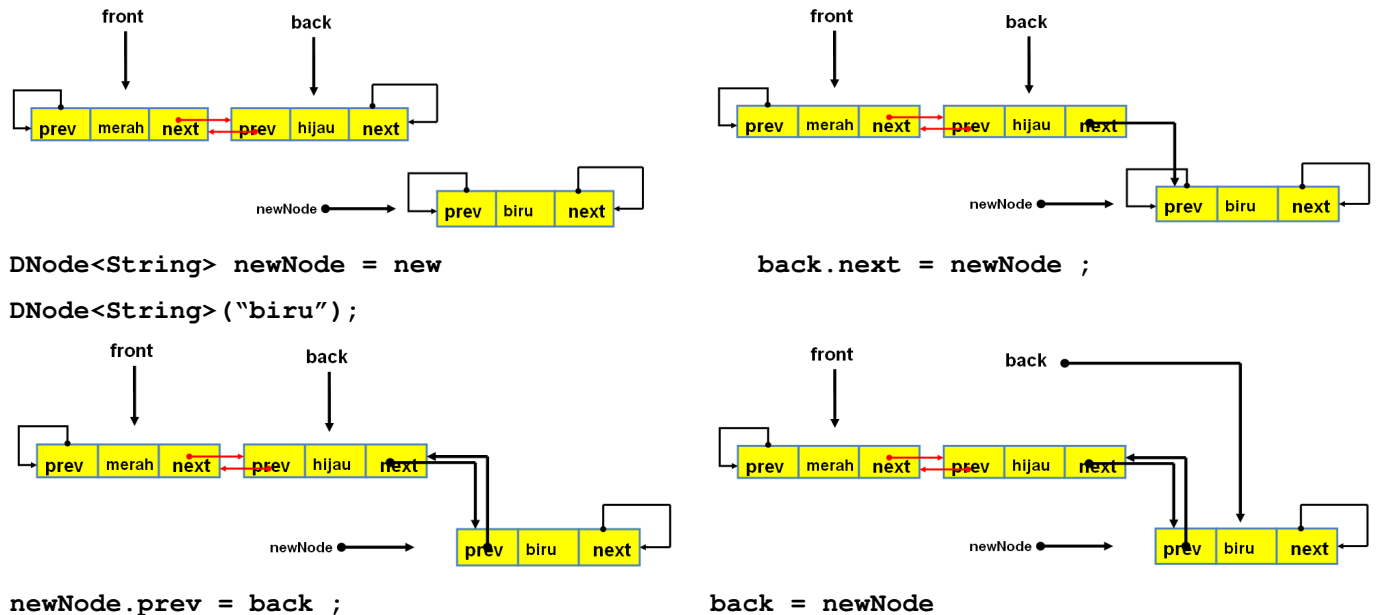 front
back
prev merah next prev hijau next
newNode prev biru next
DNode<String> newNode = new
DNode<String>(“biru”);
front
back
prev merah next prev hijau next
newNode prev biru next
back.next = newNode ;
front
back
prev merah next prev hijau next
newNode prev biru next
newNode.prev = back ;
front
back
prev merah next prev hijau next
newNode prev biru next
back = newNode